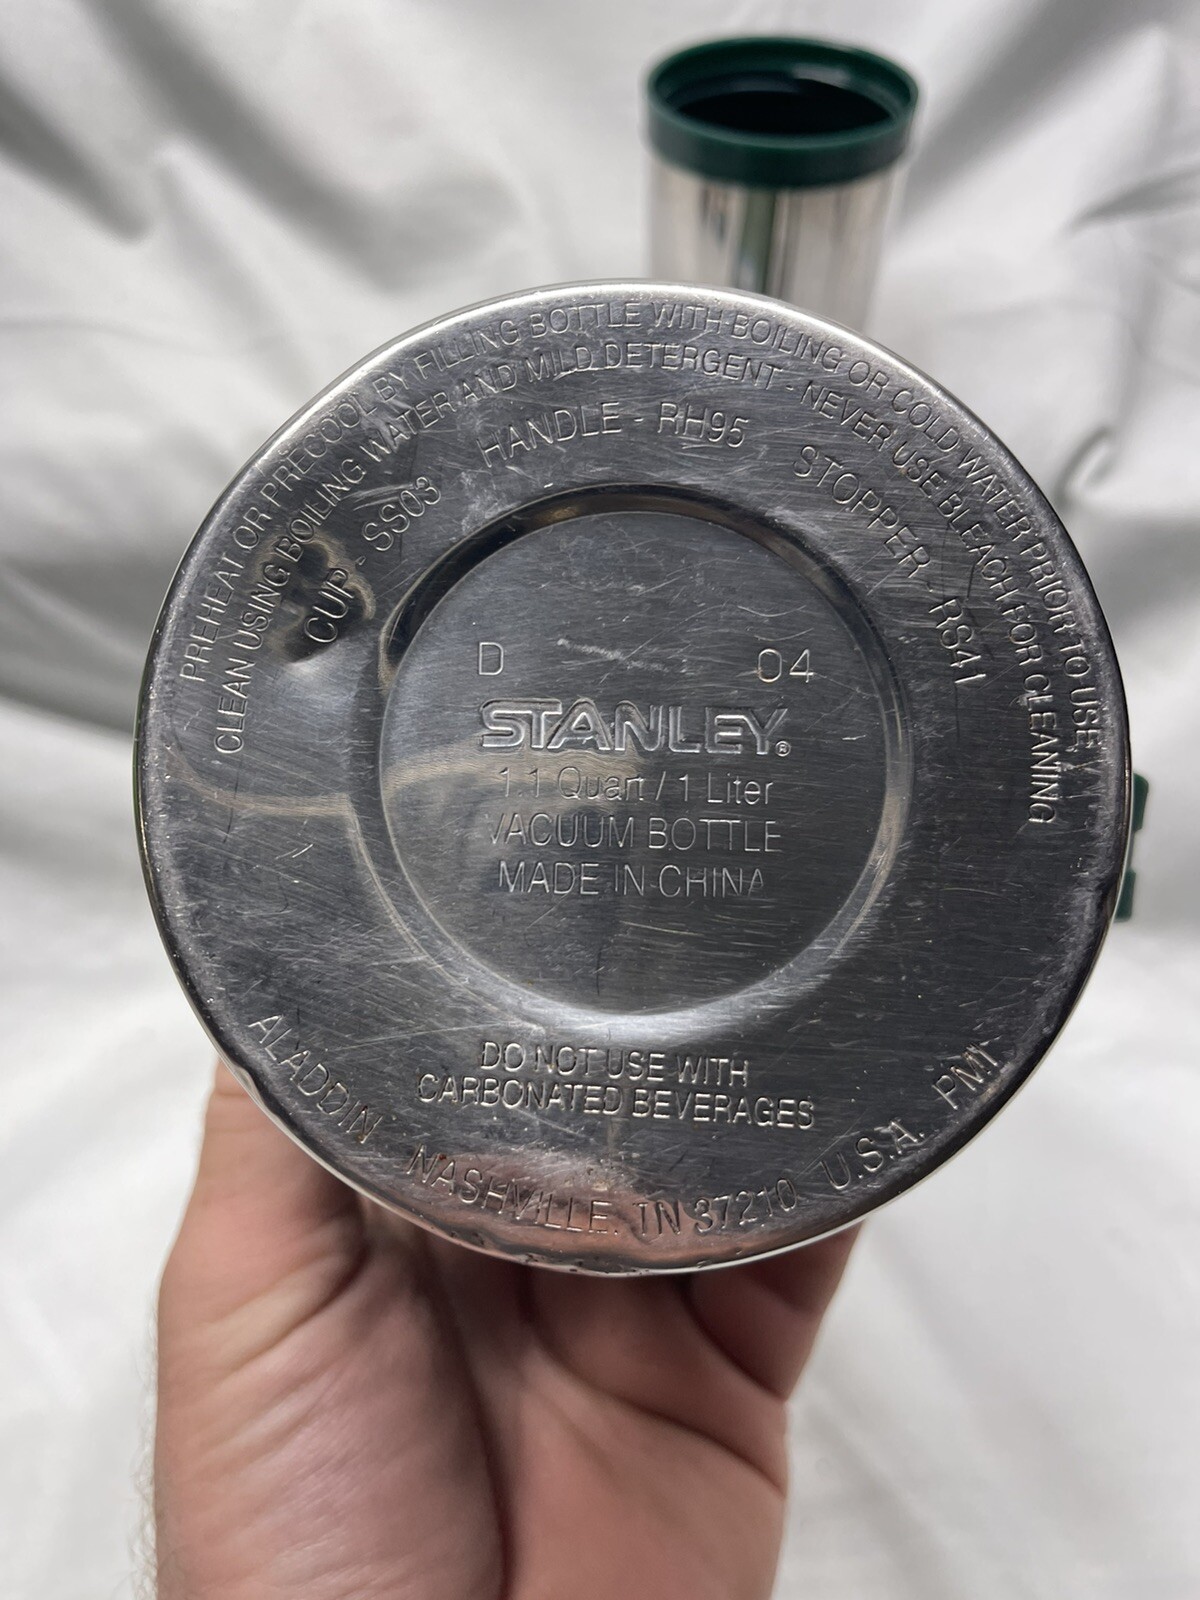 PREHEAT OR PRECOOL BY FILLING BOTTLE WITH BOILING OR COLD WATER PRIOR TO USE
CLEAN USING BOILING WATER AND MILD DETERGENT - NEVER USE BLEACH FOR CLEANING
CUP - SS03 HANDLE - RH95 STOPPER - RS41
D 04
STANLEY®
1.1 Quart / 1 Liter
VACUUM BOTTLE
MADE IN CHINA
DO NOT USE WITH
CARBONATED BEVERAGES
ALADDIN NASHVILLE, TN 37210 U.S.A. PMI